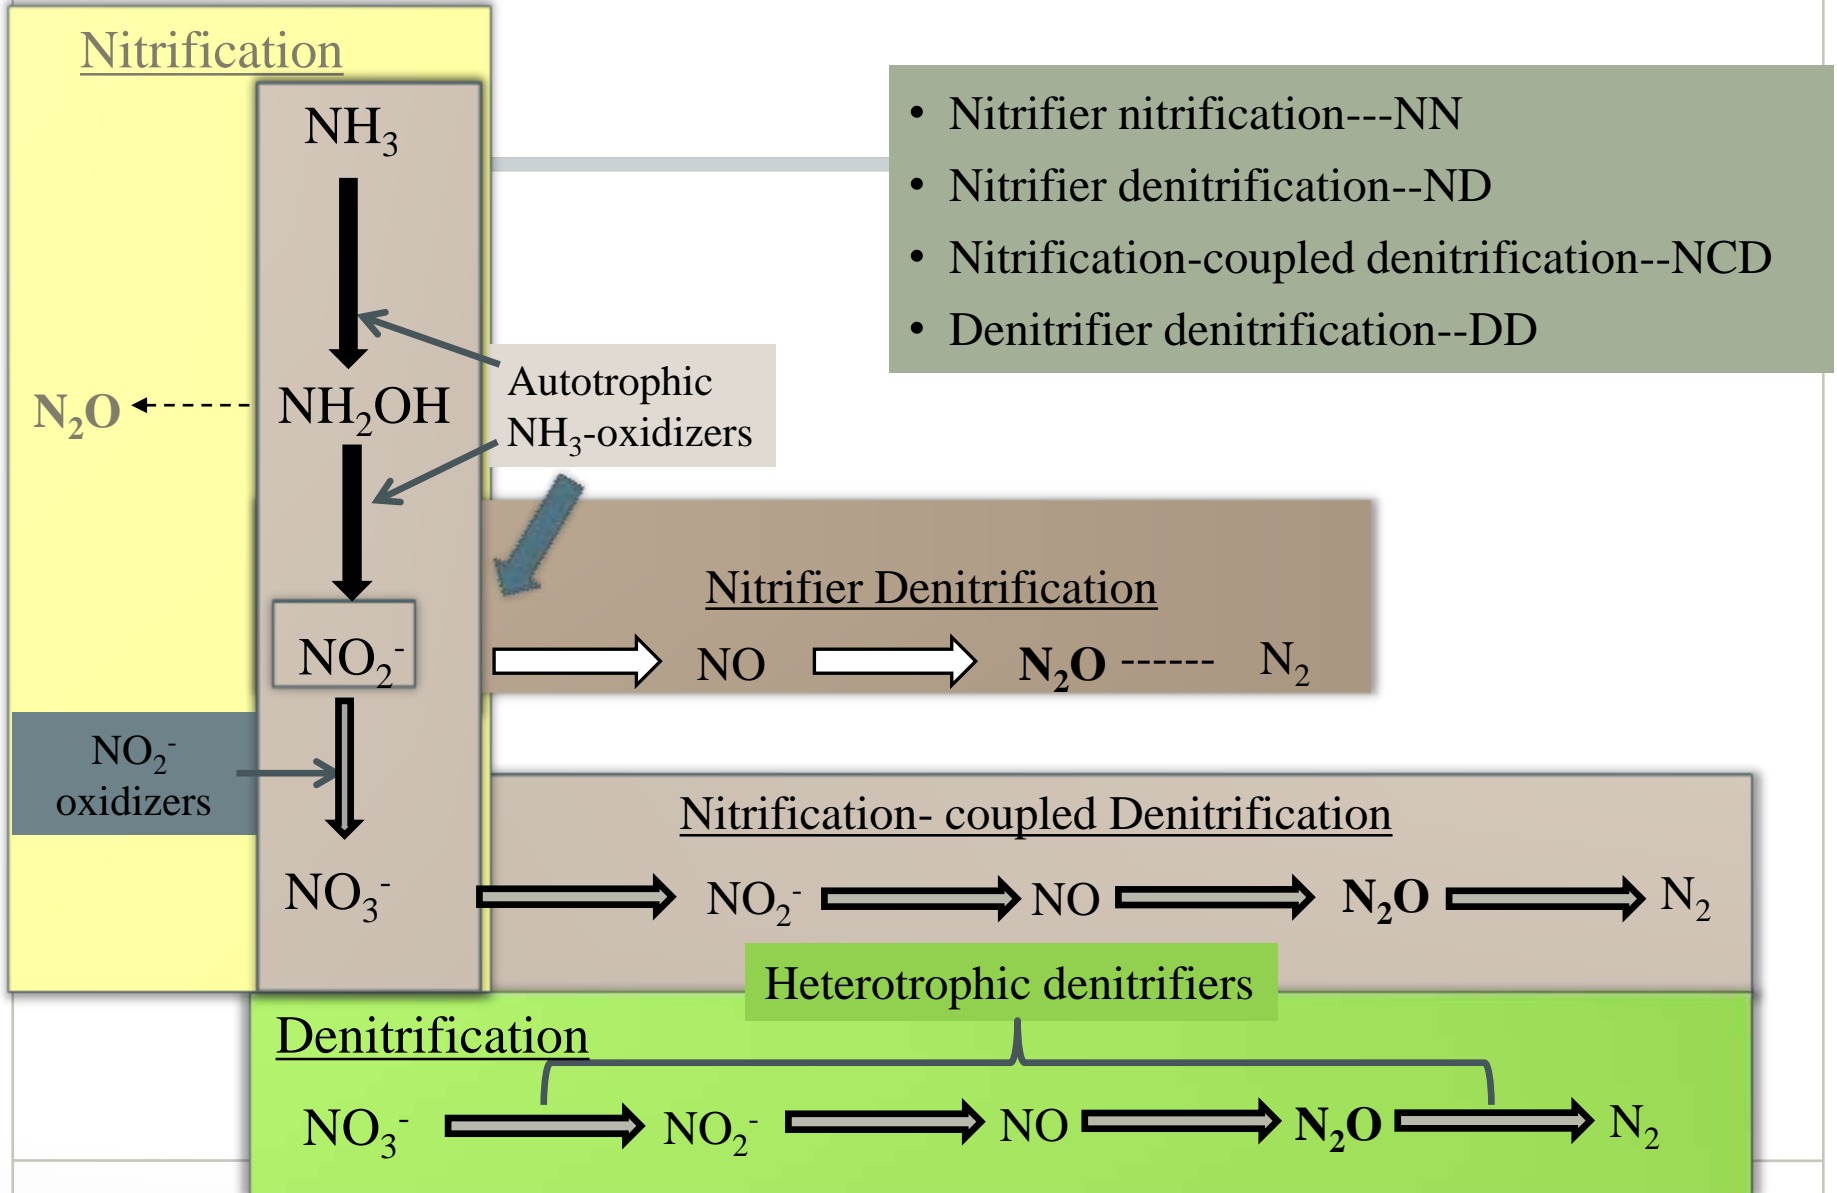 Nitrification
NH₃
• Nitrifier nitrification---NN
• Nitrifier denitrification--ND
• Nitrification-coupled denitrification--NCD
• Denitrifier denitrification--DD
Autotrophic
NH₃-oxidizers
N₂O
NH₂OH
Nitrifier Denitrification
NO₂⁻
NO
N₂O ------ N₂
NO₂⁻
oxidizers
Nitrification- coupled Denitrification
NO₃⁻
NO₂⁻
NO
N₂O
N₂
Heterotrophic denitrifiers
Denitrification
NO₃⁻
NO₂⁻
NO
N₂O
N₂